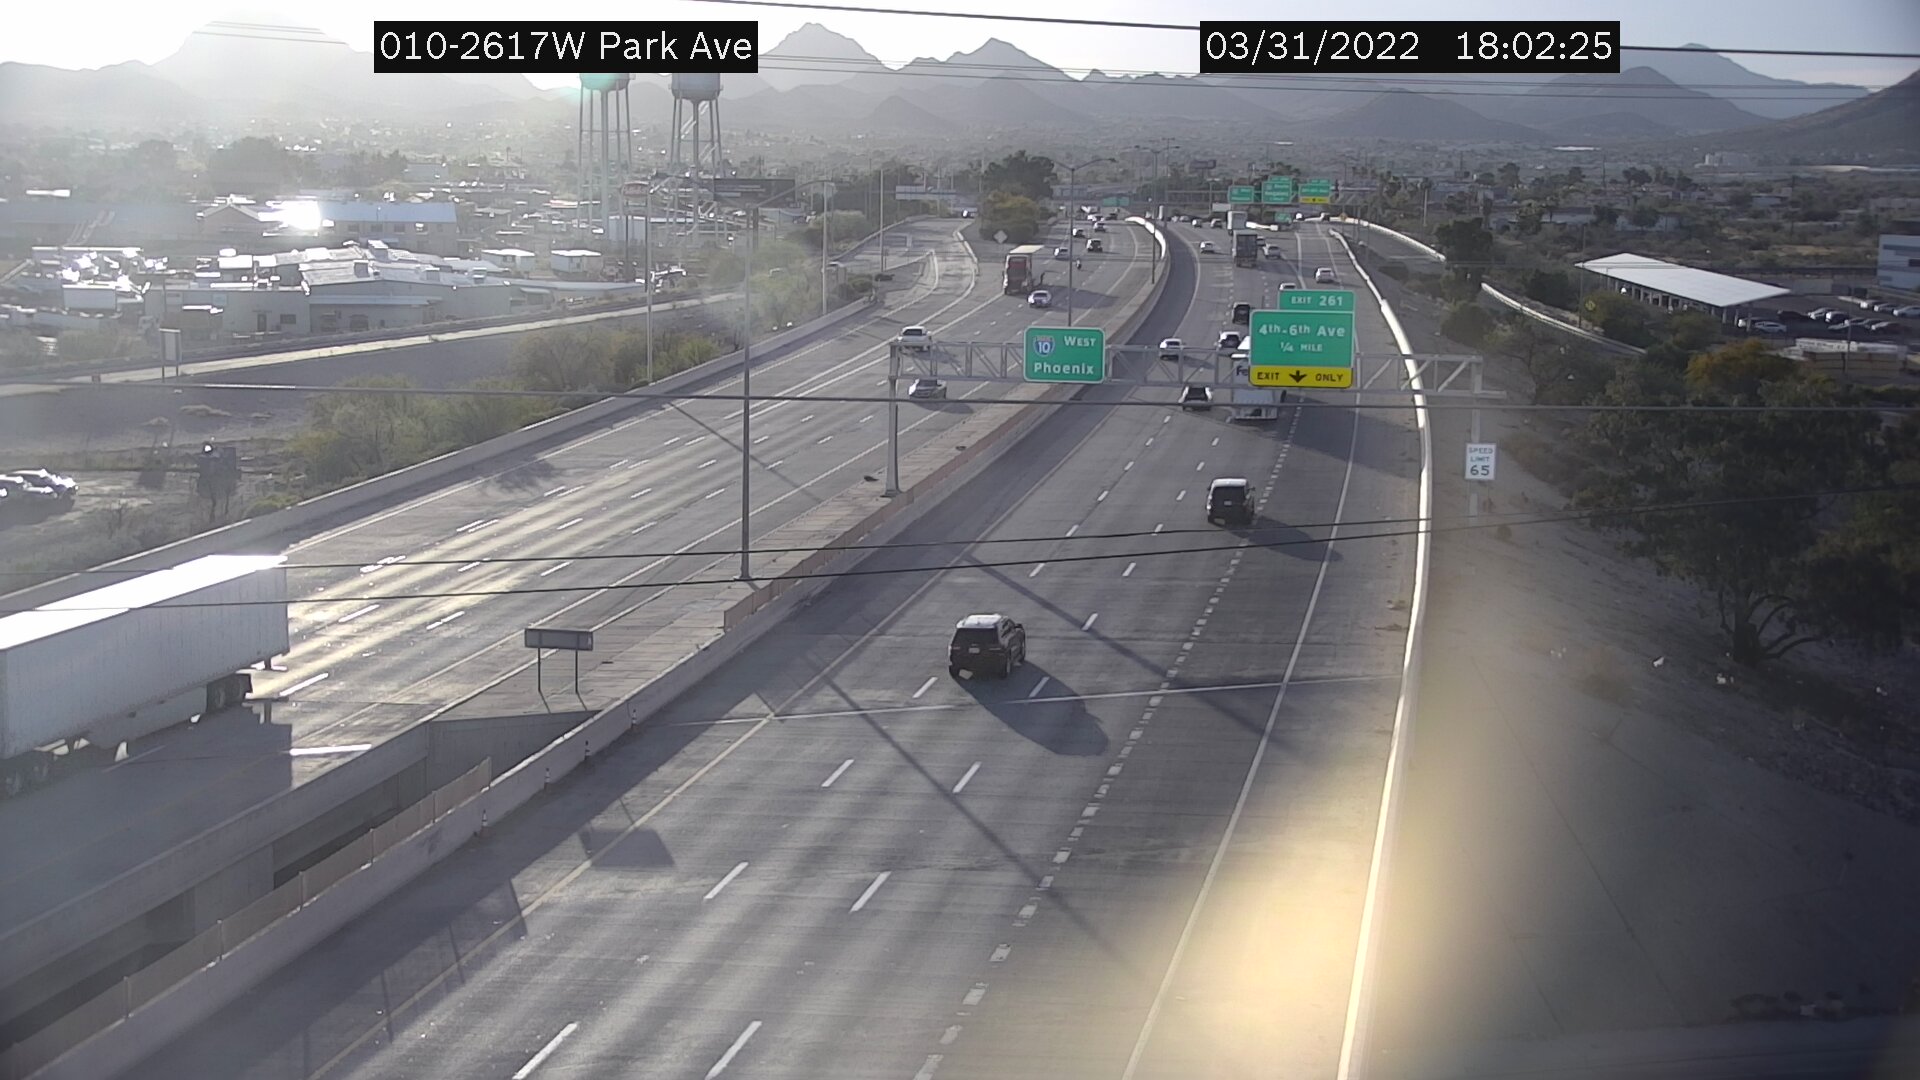 010-2617W Park Ave
03/31/2022 18:02:25
EXIT 261
4th-6th Ave
1/4 MILE
EXIT ONLY
10
WEST
Phoenix
SPEED
LIMIT
65